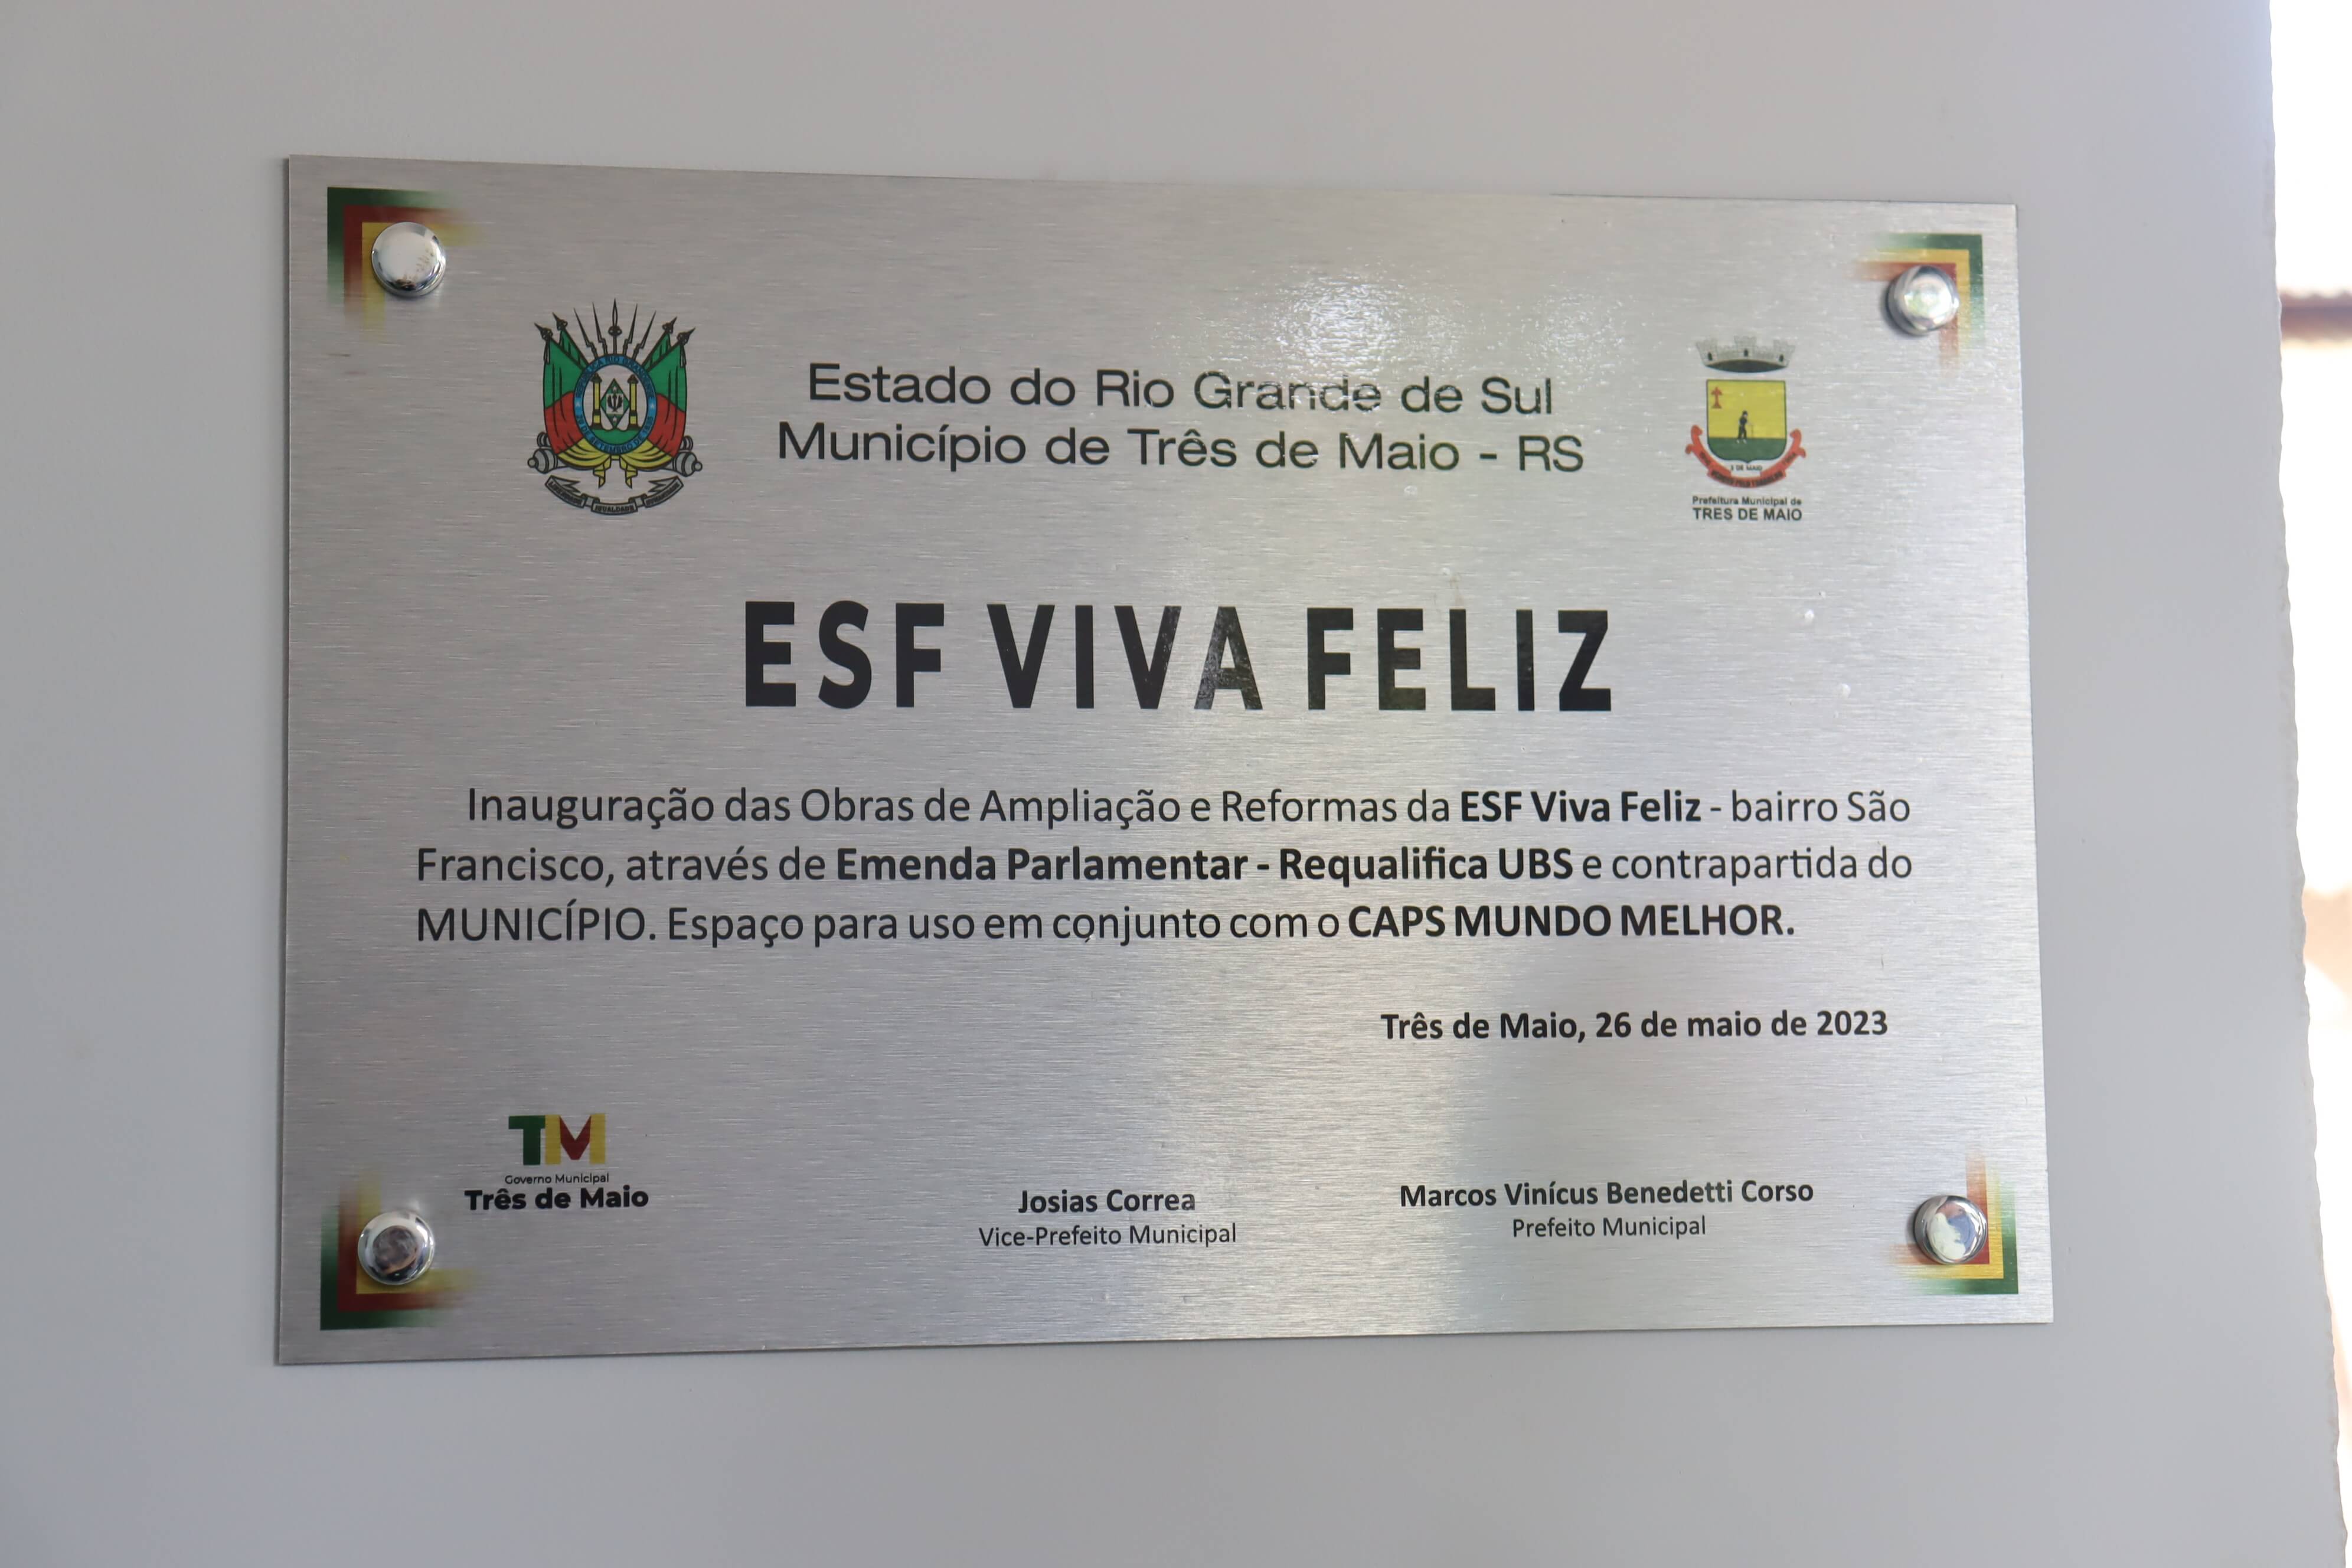 Estado do Rio Grande de Sul
Município de Três de Maio - RS
IGUALDADE
3 DE MAIO
Prefeitura Municipal de
TRES DE MAIO
ESF VIVA FELIZ
Inauguração das Obras de Ampliação e Reformas da ESF Viva Feliz - bairro São
Francisco, através de Emenda Parlamentar - Requalifica UBS e contrapartida do
MUNICÍPIO. Espaço para uso em conjunto com o CAPS MUNDO MELHOR.
Três de Maio, 26 de maio de 2023
TM
Governo Municipal
Três de Maio
Josias Correa
Vice-Prefeito Municipal
Marcos Vinícus Benedetti Corso
Prefeito Municipal